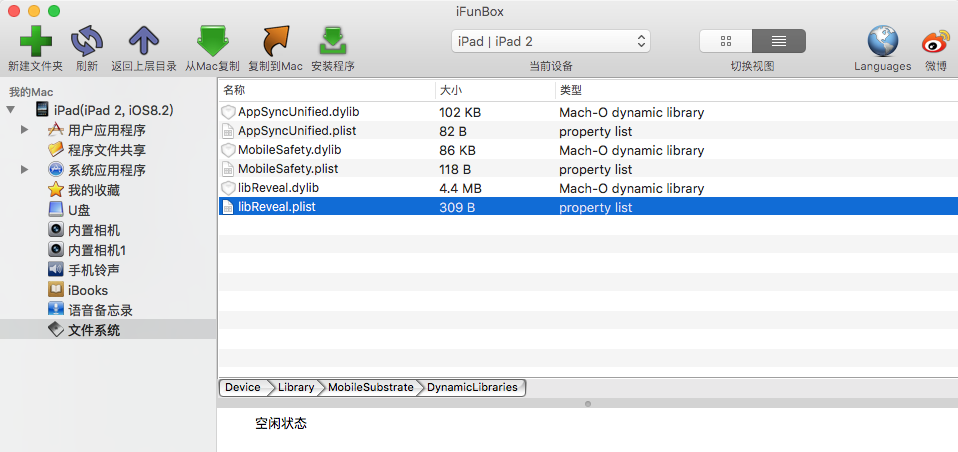 iFunBox
新建文件夹 刷新 返回上层目录 从Mac复制 复制到Mac 安装程序 iPad | iPad 2 当前设备 切换视图 Languages 微博
我的Mac
iPad(iPad 2, iOS8.2)
用户应用程序
程序文件共享
系统应用程序
我的收藏
U盘
内置相机
内置相机1
手机铃声
iBooks
语音备忘录
文件系统
名称 大小 类型
AppSyncUnified.dylib 102 KB Mach-O dynamic library
AppSyncUnified.plist 82 B property list
MobileSafety.dylib 86 KB Mach-O dynamic library
MobileSafety.plist 118 B property list
libReveal.dylib 4.4 MB Mach-O dynamic library
libReveal.plist 309 B property list
Device Library MobileSubstrate DynamicLibraries
空闲状态